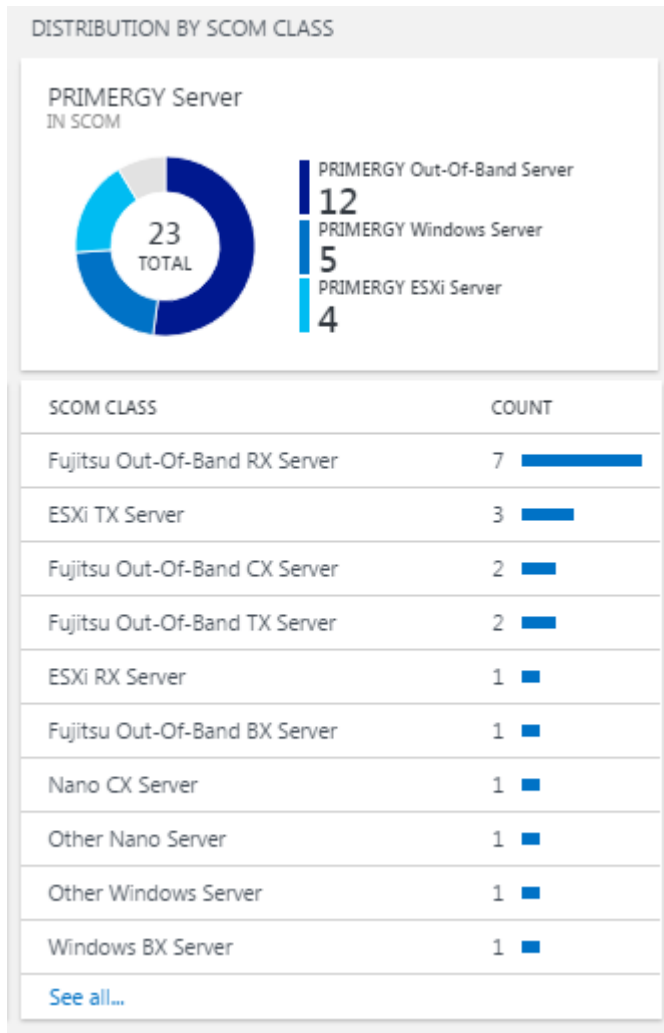 DISTRIBUTION BY SCOM CLASS
PRIMERGY Server
IN SCOM
23
TOTAL
PRIMERGY Out-Of-Band Server
12
PRIMERGY Windows Server
5
PRIMERGY ESXi Server
4
SCOM CLASS COUNT
Fujitsu Out-Of-Band RX Server 7
ESXi TX Server 3
Fujitsu Out-Of-Band CX Server 2
Fujitsu Out-Of-Band TX Server 2
ESXi RX Server 1
Fujitsu Out-Of-Band BX Server 1
Nano CX Server 1
Other Nano Server 1
Other Windows Server 1
Windows BX Server 1
See all...